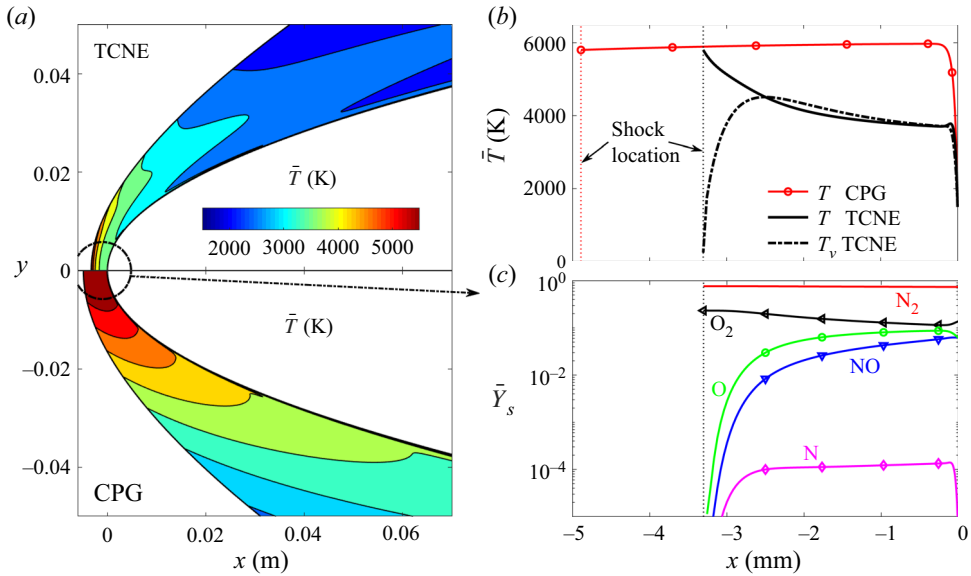 (a)
TCNE
0.04
0.02
y
0
−0.02
−0.04
T̄ (K)
2000 3000 4000 5000
T̄ (K)
CPG
0 0.02 0.04 0.06
x (m)
(b)
6000
4000
2000
0
T̄ (K)
Shock
location
T CPG
T TCNE
Tᵥ TCNE
(c)
10⁰
10⁻²
10⁻⁴
Ȳₛ
N₂
O₂
O
NO
N
−5 −4 −3 −2 −1 0
x (mm)